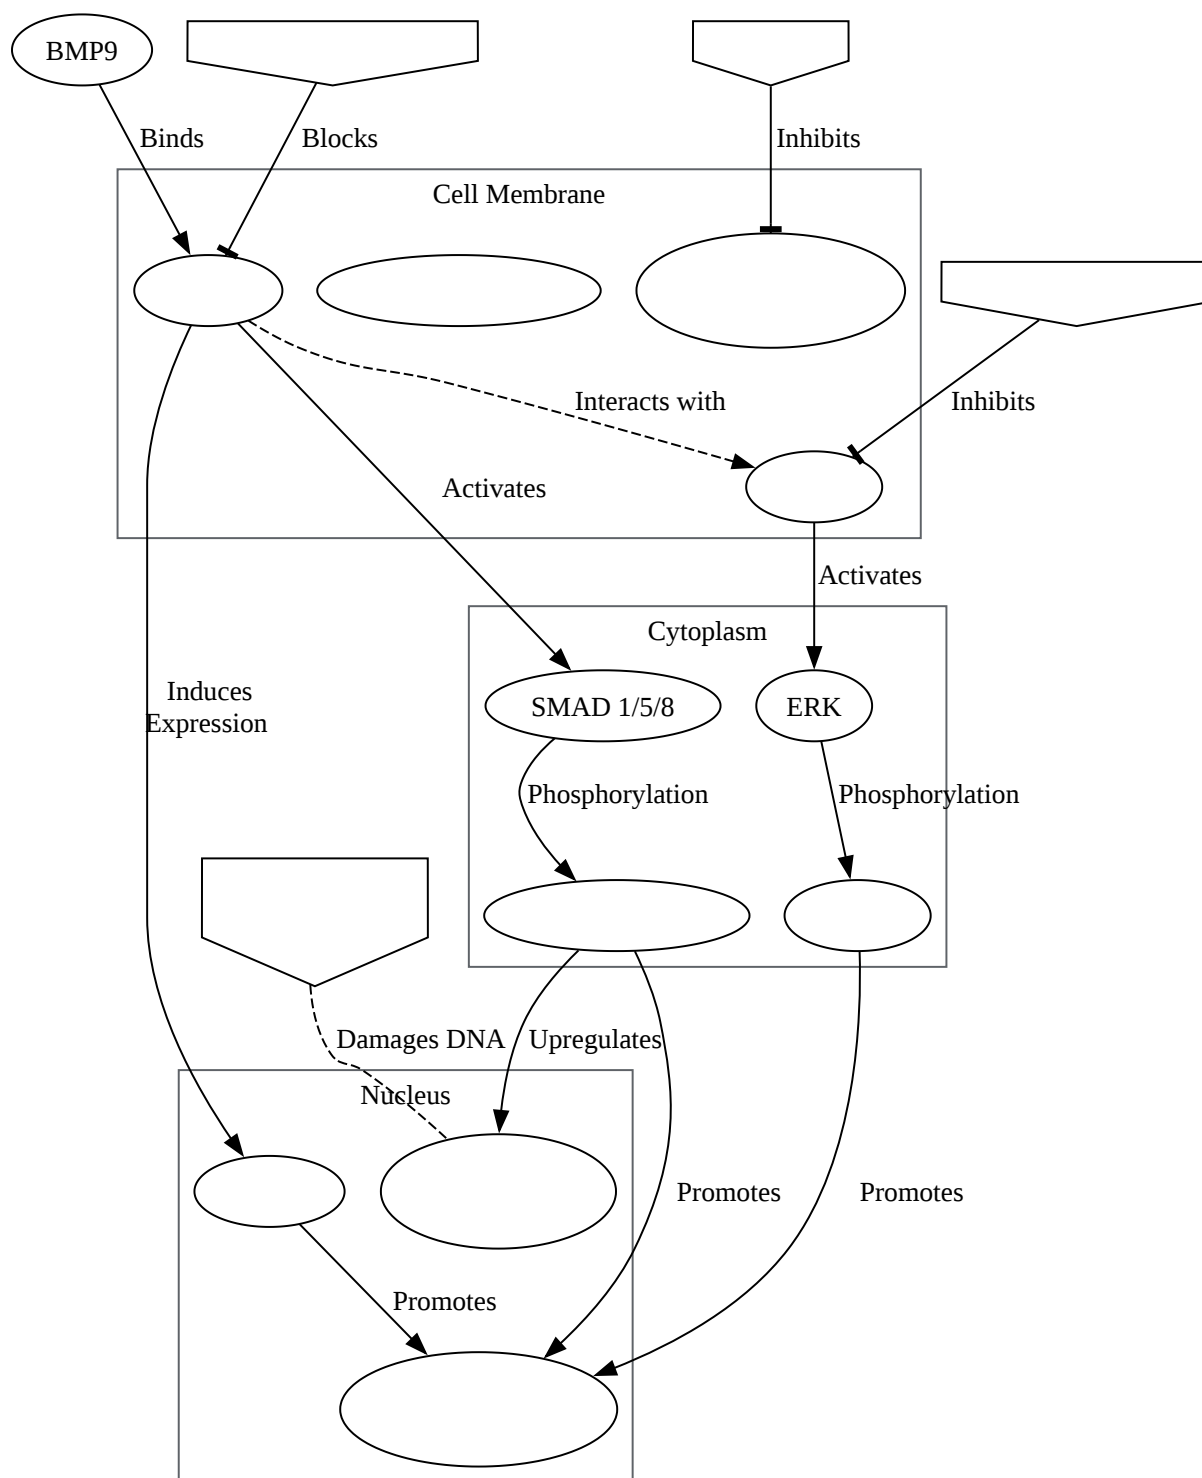 BMP9
Binds
Blocks
Inhibits
Cell Membrane
Interacts with
Inhibits
Activates
Activates
Cytoplasm
SMAD 1/5/8
ERK
Induces
Expression
Phosphorylation
Phosphorylation
Damages DNA
Upregulates
Nucleus
Promotes
Promotes
Promotes